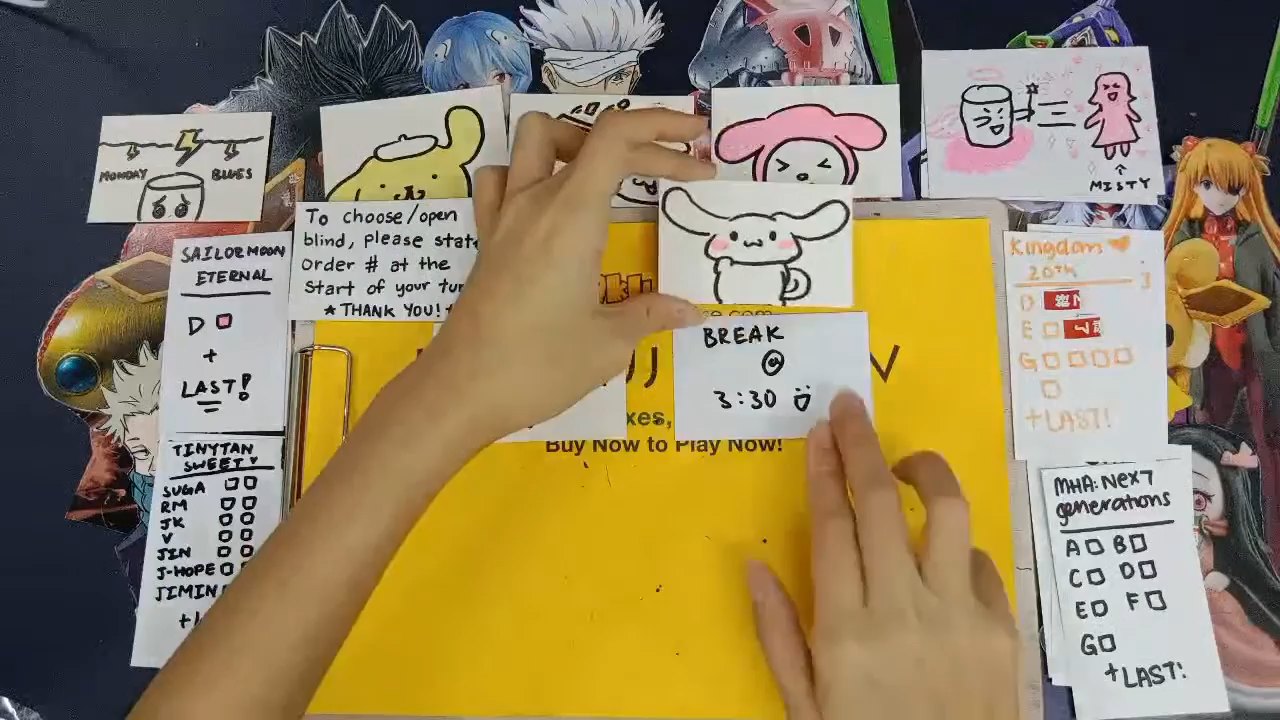 MONDAY BLUES
MISTY
SAILORMOON
ETERNAL
D
+
LAST!
To choose/open
blind, please stat
Order # at the
Start of your tur
★ THANK YOU!
BREAK
@
3:30
xes,
Buy Now to Play Now!
Kingdom
20th
D
E
G
+LAST!
TINYTAN
SWEET
SUGA
RM
JK
V
JIN
J-HOPE
JIMIN
MHA: Next
generations
A B
C D
E F
G
+LAST!